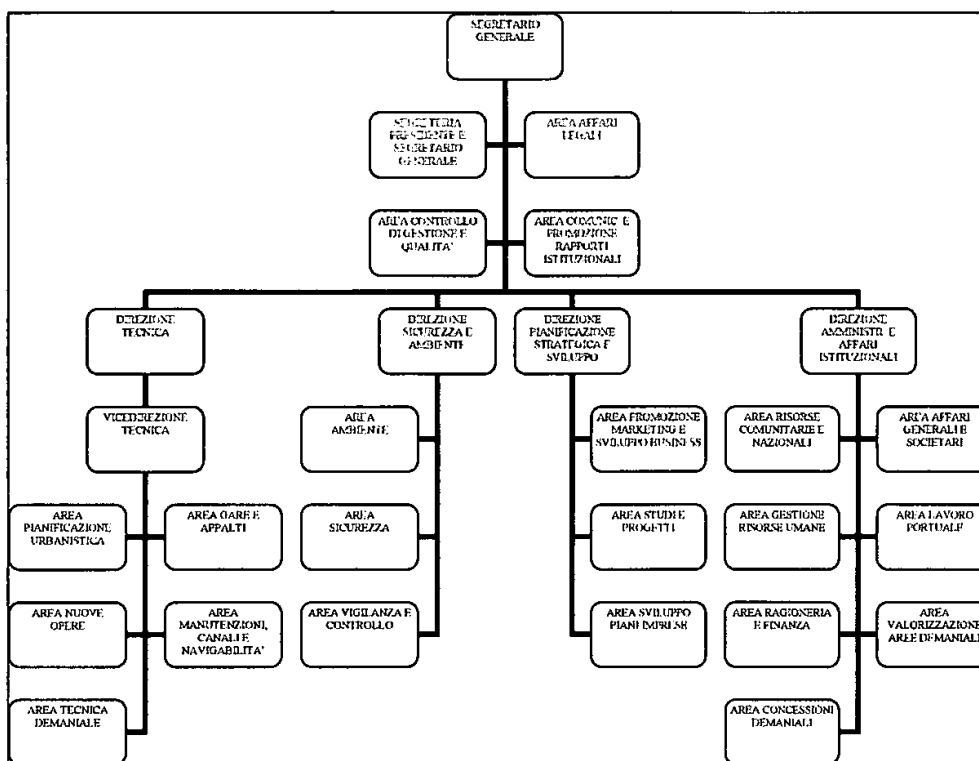 SEGRETARIO
GENERALE
SEGRETERIA
PRESIDENTE E
SEGRETARIO
GENERALE
AREA AFFARI
LEGALI
AREA CONTROLLO
DI GESTIONE E
QUALITA'
AREA COMUNIC E
PROMOZIONE
RAPPORTI
ISTITUZIONALI
DIREZIONE
TECNICA
DIREZIONE
SICUREZZA E
AMBIENTE
DIREZIONE
PIANIFICAZIONE
STRATEGICA E
SVILUPPO
DIREZIONE
AMMINISTR E
AFFARI
ISTITUZIONALI
VICEDIREZIONE
TECNICA
AREA
AMBIENTE
AREA PROMOZIONE
MARKETING E
SVILUPPO BUSINESS
AREA RISORSE
COMUNITARIE E
NAZIONALI
AREA AFFARI
GENERALI E
SOCIETARI
AREA
PIANIFICAZIONE
URBANISTICA
AREA GARE E
APPALTI
AREA
SICUREZZA
AREA STUDI E
PROGETTI
AREA GESTIONE
RISORSE UMANE
AREA LAVORO
PORTUALE
AREA NUOVE
OPERE
AREA
MANUTENZIONI,
CANALI E
NAVIGABILITA'
AREA VIGILANZA E
CONTROLLO
AREA SVILUPPO
PIANI IMPRESE
AREA RAGIONERIA
E FINANZA
AREA
VALORIZZAZIONE
AREE DEMANIALI
AREA TECNICA
DEMANIALE
AREA CONCESSIONI
DEMANIALI